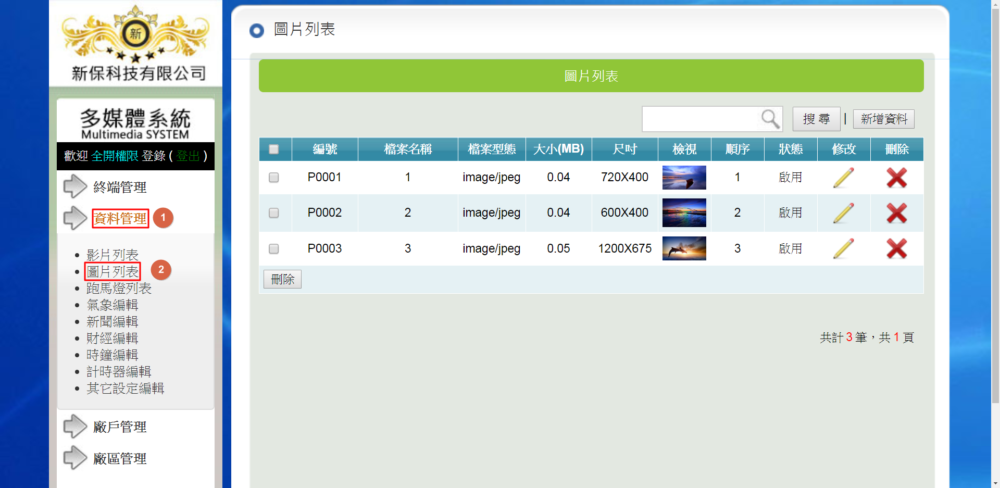 新
新保科技有限公司
多媒體系統
Multimedia SYSTEM
歡迎 全開權限 登錄 ( 登出 )
終端管理
資料管理 1
影片列表
圖片列表 2
跑馬燈列表
氣象編輯
新聞編輯
財經編輯
時鐘編輯
計時器編輯
其它設定編輯
廠戶管理
廠區管理
圖片列表
圖片列表
搜 尋 | 新增資料
編號 檔案名稱 檔案型態 大小(MB) 尺吋 檢視 順序 狀態 修改 刪除
P0001 1 image/jpeg 0.04 720X400 1 啟用
P0002 2 image/jpeg 0.04 600X400 2 啟用
P0003 3 image/jpeg 0.05 1200X675 3 啟用
刪除
共計 3 筆，共 1 頁